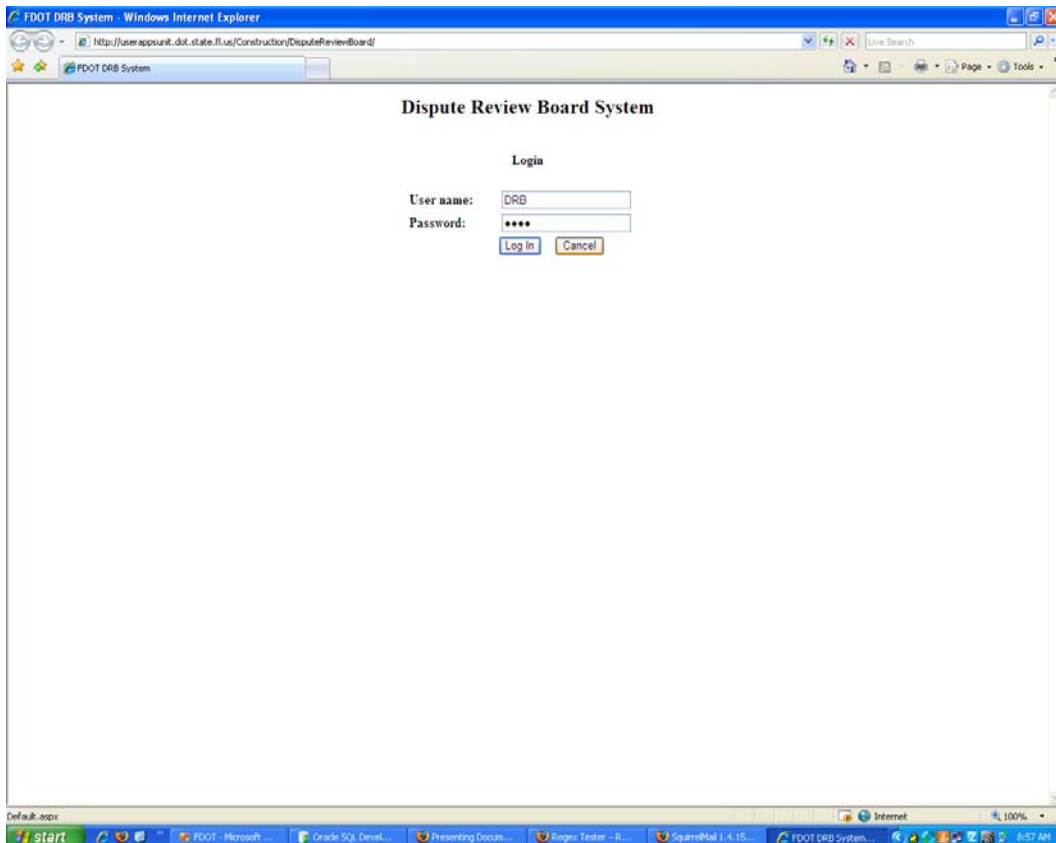 FDOT DRB System - Windows Internet Explorer
http://userappsunit.dot.state.fl.us/Construction/DisputeReviewBoard/
Live Search
FDOT DRB System
Page
Tools
Dispute Review Board System
Login
User name: DRB
Password: ••••
Log In Cancel
Default.aspx
Internet
100%
start
FDOT - Microsoft ...
Oracle SQL Devel...
Presenting Docum...
Regex Tester – R...
SquirrelMail 1.4.15...
FDOT DRB System...
8:57 AM